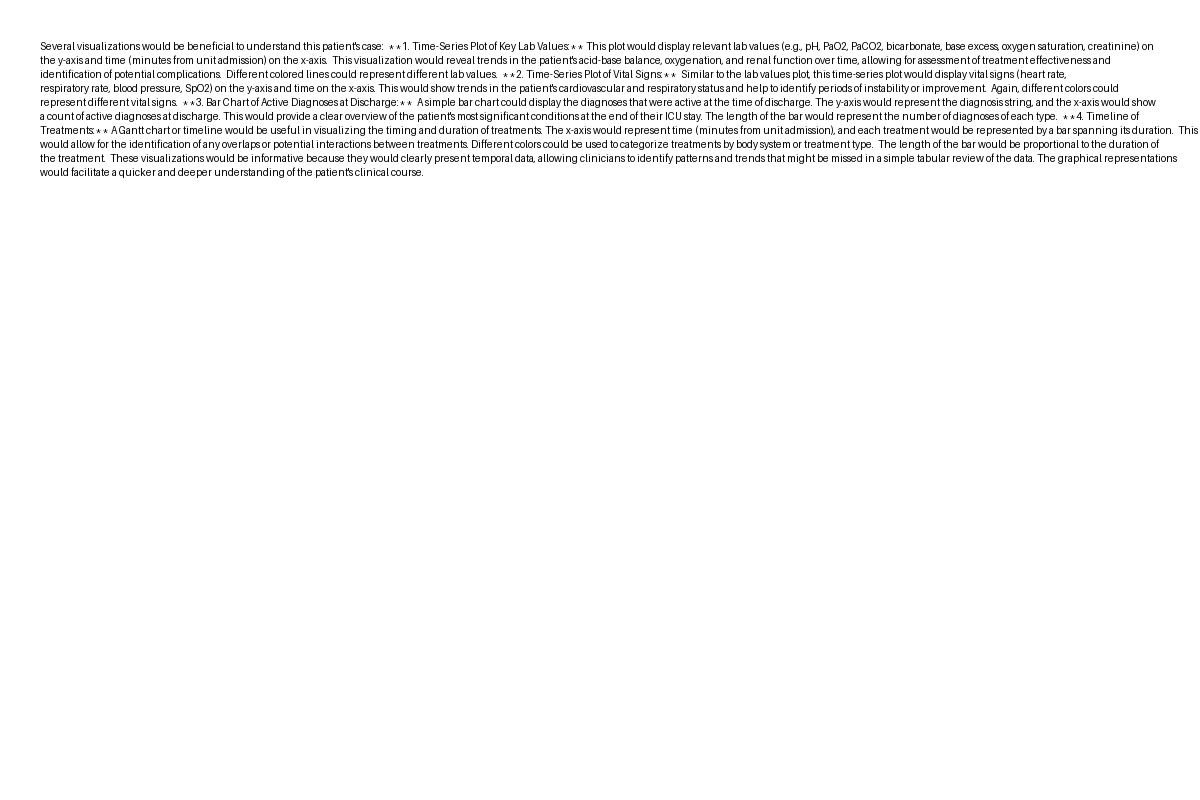 Several visualizations would be beneficial to understand this patient's case:  **1. Time-Series Plot of Key Lab Values:** This plot would display relevant lab values (e.g., pH, PaO2, PaCO2, bicarbonate, base excess, oxygen saturation, creatinine) on
the y-axis and time (minutes from unit admission) on the x-axis.  This visualization would reveal trends in the patient's acid-base balance, oxygenation, and renal function over time, allowing for assessment of treatment effectiveness and
identification of potential complications.  Different colored lines could represent different lab values.  **2. Time-Series Plot of Vital Signs:**  Similar to the lab values plot, this time-series plot would display vital signs (heart rate,
respiratory rate, blood pressure, SpO2) on the y-axis and time on the x-axis. This would show trends in the patient's cardiovascular and respiratory status and help to identify periods of instability or improvement.  Again, different colors could
represent different vital signs.  **3. Bar Chart of Active Diagnoses at Discharge:**  A simple bar chart could display the diagnoses that were active at the time of discharge. The y-axis would represent the diagnosis string, and the x-axis would show
a count of active diagnoses at discharge. This would provide a clear overview of the patient's most significant conditions at the end of their ICU stay. The length of the bar would represent the number of diagnoses of each type.  **4. Timeline of
Treatments:** A Gantt chart or timeline would be useful in visualizing the timing and duration of treatments. The x-axis would represent time (minutes from unit admission), and each treatment would be represented by a bar spanning its duration.  This
would allow for the identification of any overlaps or potential interactions between treatments. Different colors could be used to categorize treatments by body system or treatment type.  The length of the bar would be proportional to the duration of
the treatment.  These visualizations would be informative because they would clearly present temporal data, allowing clinicians to identify patterns and trends that might be missed in a simple tabular review of the data. The graphical representations
would facilitate a quicker and deeper understanding of the patient's clinical course.